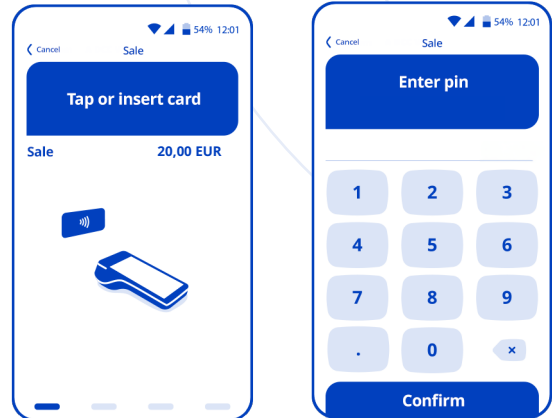 54% 12:01
Cancel Sale
Tap or insert card
Sale 20,00 EUR
54% 12:01
Cancel Sale
Enter pin
1 2 3
4 5 6
7 8 9
. 0 ×
Confirm